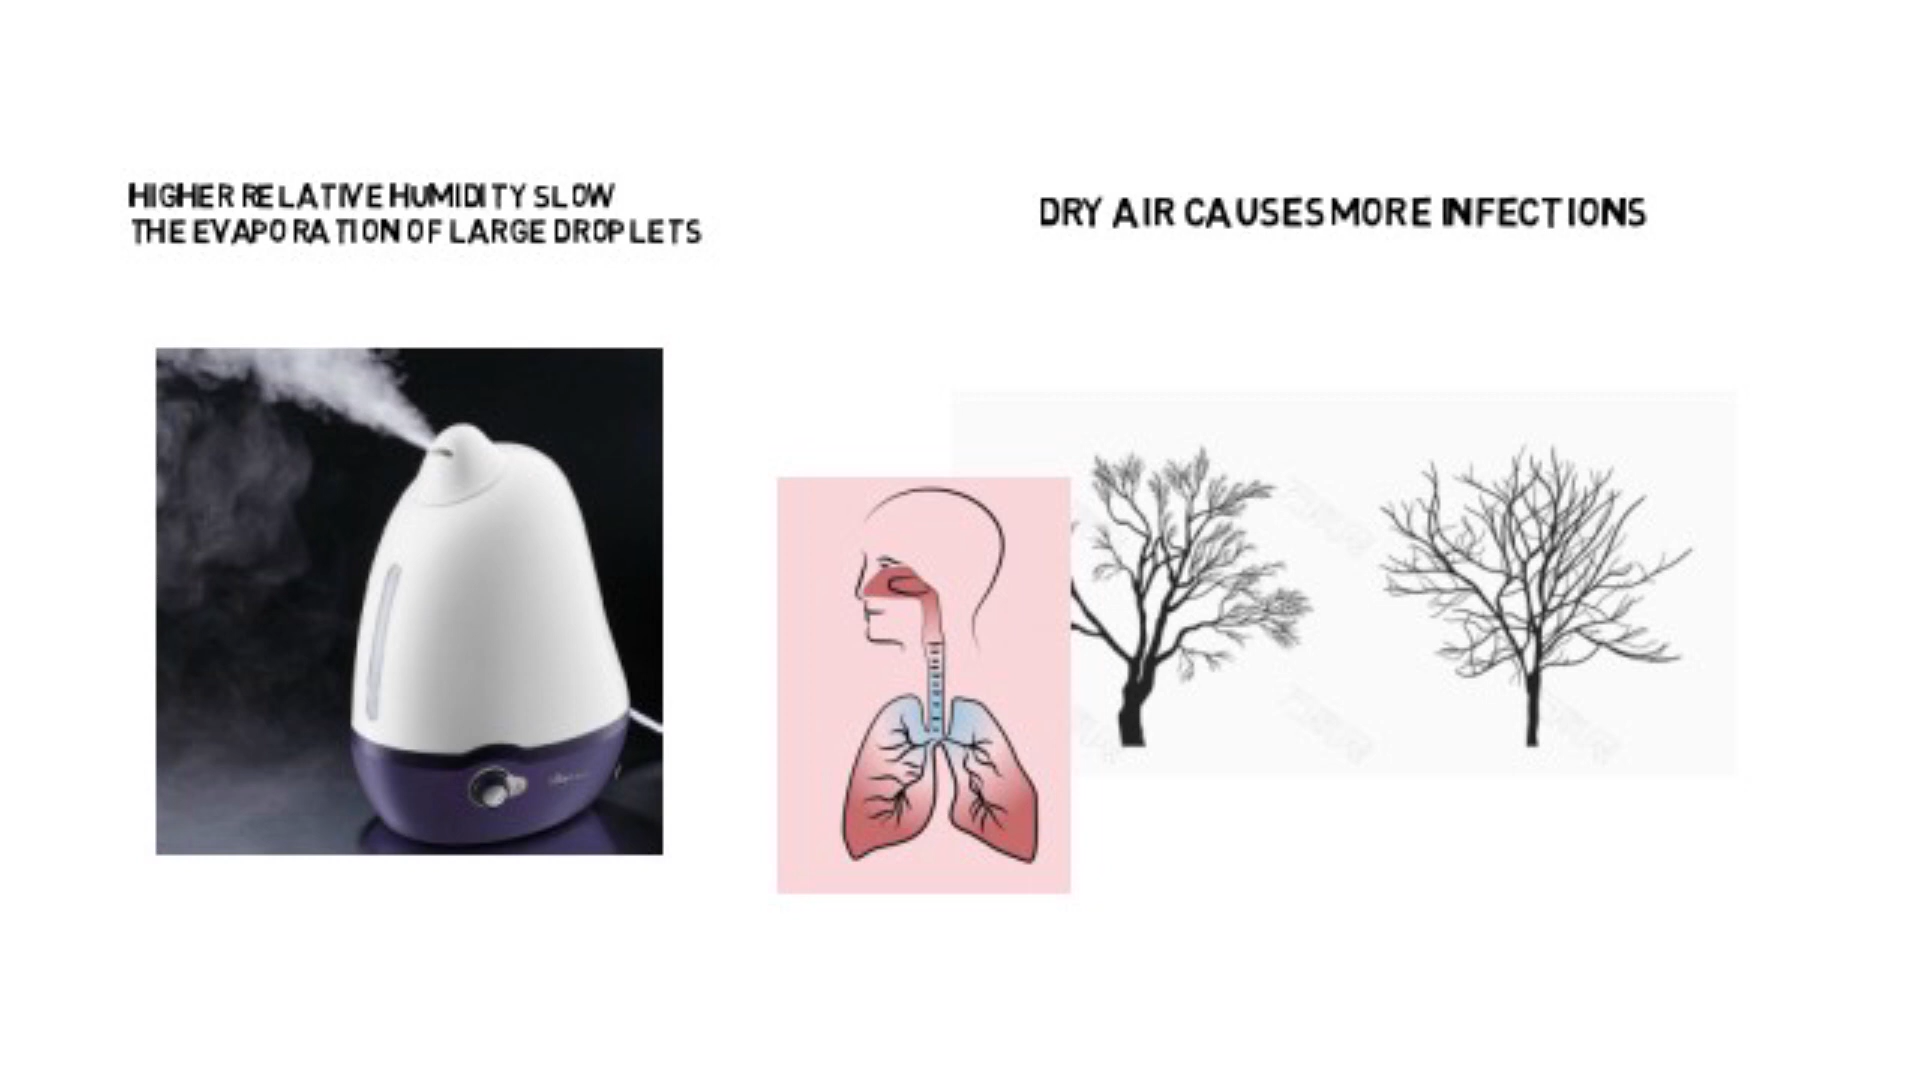 HIGHER RELATIVE HUMIDITY SLOW
THE EVAPORATION OF LARGE DROPLETS
DRY AIR CAUSES MORE INFECTIONS